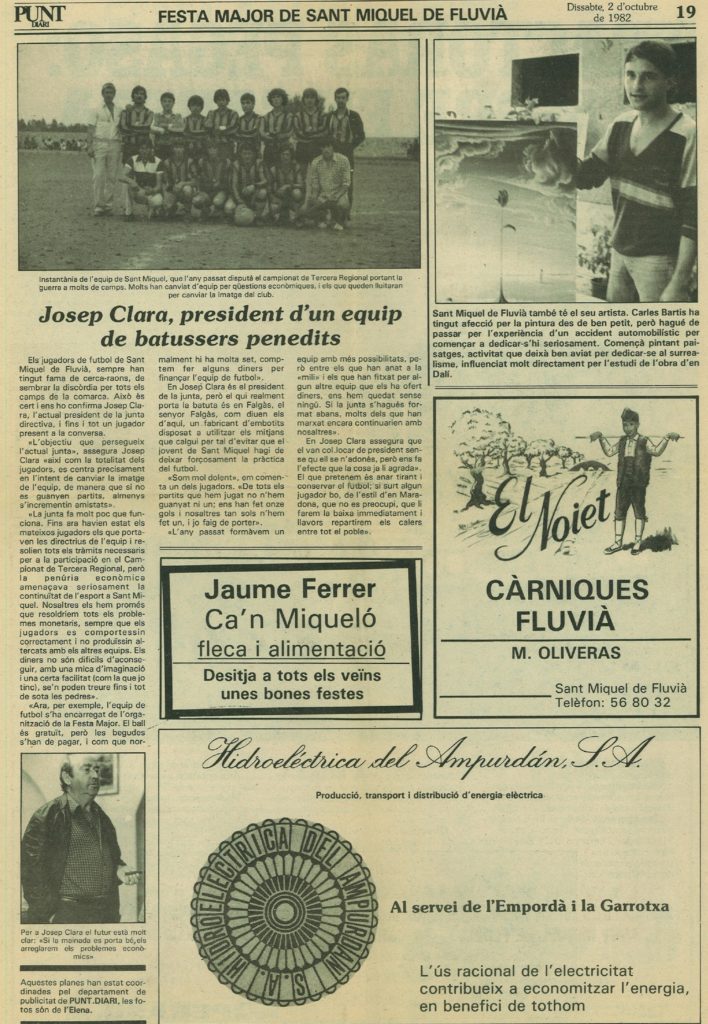 PUNT
DIARI
FESTA MAJOR DE SANT MIQUEL DE FLUVIÀ
Dissabte, 2 d'octubre
de 1982
19
Instantània de l'equip de Sant Miquel, que l'any passat disputà el campionat de Tercera Regional portant la
guerra a molts de camps. Molts han canviat d'equip per qüestions econòmiques, i els que queden lluitaran
per canviar la imatge del club.
Josep Clara, president d'un equip
de batussers penedits
Els jugadors de futbol de Sant
Miquel de Fluvià, sempre han
tingut fama de cerca-raons, de
sembrar la discòrdia per tots els
camps de la comarca. Això és
cert i ens ho confirma Josep Cla-
ra, l'actual president de la junta
directiva, i fins i tot un jugador
present a la conversa.
«L'objectiu que persegueix
l'actual junta», assegura Josep
Clara «així com la totalitat dels
jugadors, es centra precisament
en l'intent de canviar la imatge
de l'equip, de manera que si no
es guanyen partits, almenys
s'incrementin amistats».
«La junta fa molt poc que fun-
ciona. Fins ara havien estat els
mateixos jugadors els que porta-
ven les directrius de l'equip i re-
solien tots els tràmits necessaris
per a la participació en el Cam-
pionat de Tercera Regional, però
la penúria econòmica
amenaçava seriosament la
continuïtat de l'esport a Sant Mi-
quel. Nosaltres els hem promès
que resoldríem tots els proble-
mes monetaris, sempre que els
jugadors es comportessin
correctament i no produïssin al-
tercats amb els altres equips. Els
diners no són difícils d'aconse-
guir, amb una mica d'imaginació
i una certa facilitat (com la que jo
tinc), se'n poden treure fins i tot
de sota les pedres».
«Ara, per exemple, l'equip de
futbol s'ha encarregat de l'orga-
nització de la Festa Major. El ball
és gratuït, però les begudes
s'han de pagar, i com que nor-
malment hi ha molta set, comp-
tem fer alguns diners per
finançar l'equip de futbol».
En Josep Clara és el president
de la junta, però el qui realment
porta la batuta és en Falgàs, el
senyor Falgàs, com diuen els
d'aquí, un fabricant d'embotits
disposat a utilitzar els mitjans
que calgui per tal d'evitar que el
jovent de Sant Miquel hagi de
deixar forçosament la pràctica
del futbol.
«Som mol dolent», em comen-
ta un dels jugadors. «De tots els
partits que hem jugat no n'hem
guanyat ni un; ens han fet onze
gols i nosaltres tan sols n'hem
fet un, i jo faig de porter».
«L'any passat formàvem un
equip amb més possibilitats, pe-
rò entre els que han anat a la
«mili» i els que han fitxat per al-
gun altre equip que els ha ofert
diners, ens hem quedat sense
ningú. Si la junta s'hagués for-
mat abans, molts dels que han
marxat encara continuarien amb
nosaltres».
En Josep Clara assegura que
el van col.locar de president sen-
se qu ell se n'adonés, però ens fa
l'efecte que la cosa ja li agrada».
El que pretenem és anar tirant i
conservar el futbol; si surt algun
jugador bo, de l'estil d'en Mara-
dona, que no es preocupi, que li
farem la baixa immediatament i
llavors repartirem els calers
entre tot el poble».
Sant Miquel de Fluvià també té el seu artista. Carles Bartis ha
tingut afecció per la pintura des de ben petit, però hagué de
passar per l'experiència d'un accident automobilístic per
començar a dedicar-s'hi seriosament. Començà pintant pai-
satges, activitat que deixà ben aviat per dedicar-se al surrea-
lisme, influenciat molt directament per l'estudi de l'obra d'en
Dalí.
El Noiet
CÀRNIQUES
FLUVIÀ
M. OLIVERAS
Sant Miquel de Fluvià
Telèfon: 56 80 32
Jaume Ferrer
Ca'n Miqueló
fleca i alimentació
Desitja a tots els veïns
unes bones festes
Per a Josep Clara el futur està molt
clar: «Si la mainada es porta bé,els
arreglarem els problemes econò-
mics»
Aquestes planes han estat coor-
dinades pel departament de
publicitat de PUNT.DIARI, les fo-
tos són de l'Elena.
Hidroeléctrica del Ampurdán, S.A.
Producció, transport i distribució d'energia elèctrica
HIDROELECTRICA DEL AMPURDAN S.A.
Al servei de l'Empordà i la Garrotxa
L'ús racional de l'electricitat
contribueix a economitzar l'energia,
en benefici de tothom